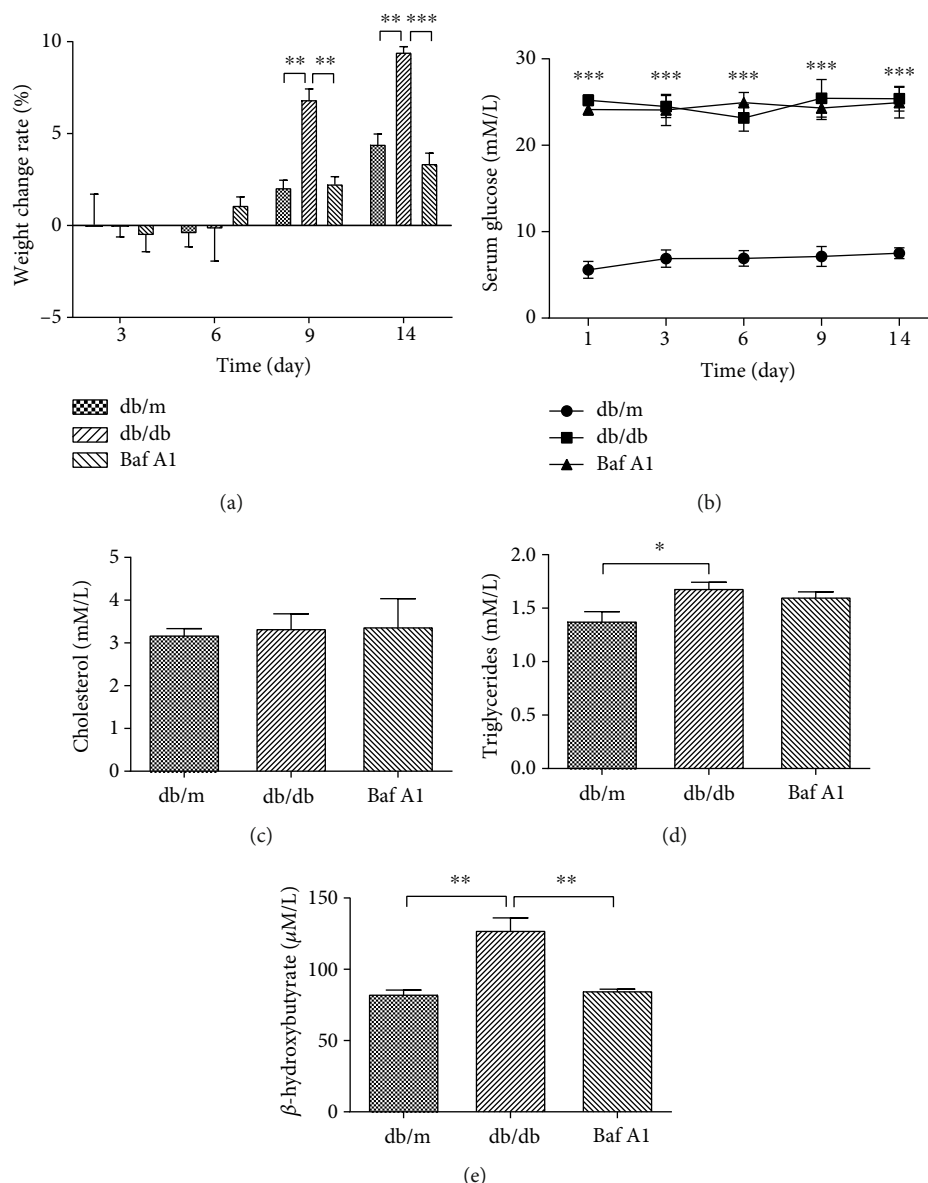 ** ** ** ***
10
5
0
−5
Weight change rate (%)
3 6 9 14
Time (day)
db/m
db/db
Baf A1
(a)
*** *** *** *** ***
30
20
10
0
Serum glucose (mM/L)
1 3 6 9 14
Time (day)
db/m
db/db
Baf A1
(b)
5
4
3
2
1
0
Cholesterol (mM/L)
db/m db/db Baf A1
(c)
*
2.0
1.5
1.0
0.5
0.0
Triglycerides (mM/L)
db/m db/db Baf A1
(d)
** **
150
100
50
0
β-hydroxybutyrate (μM/L)
db/m db/db Baf A1
(e)